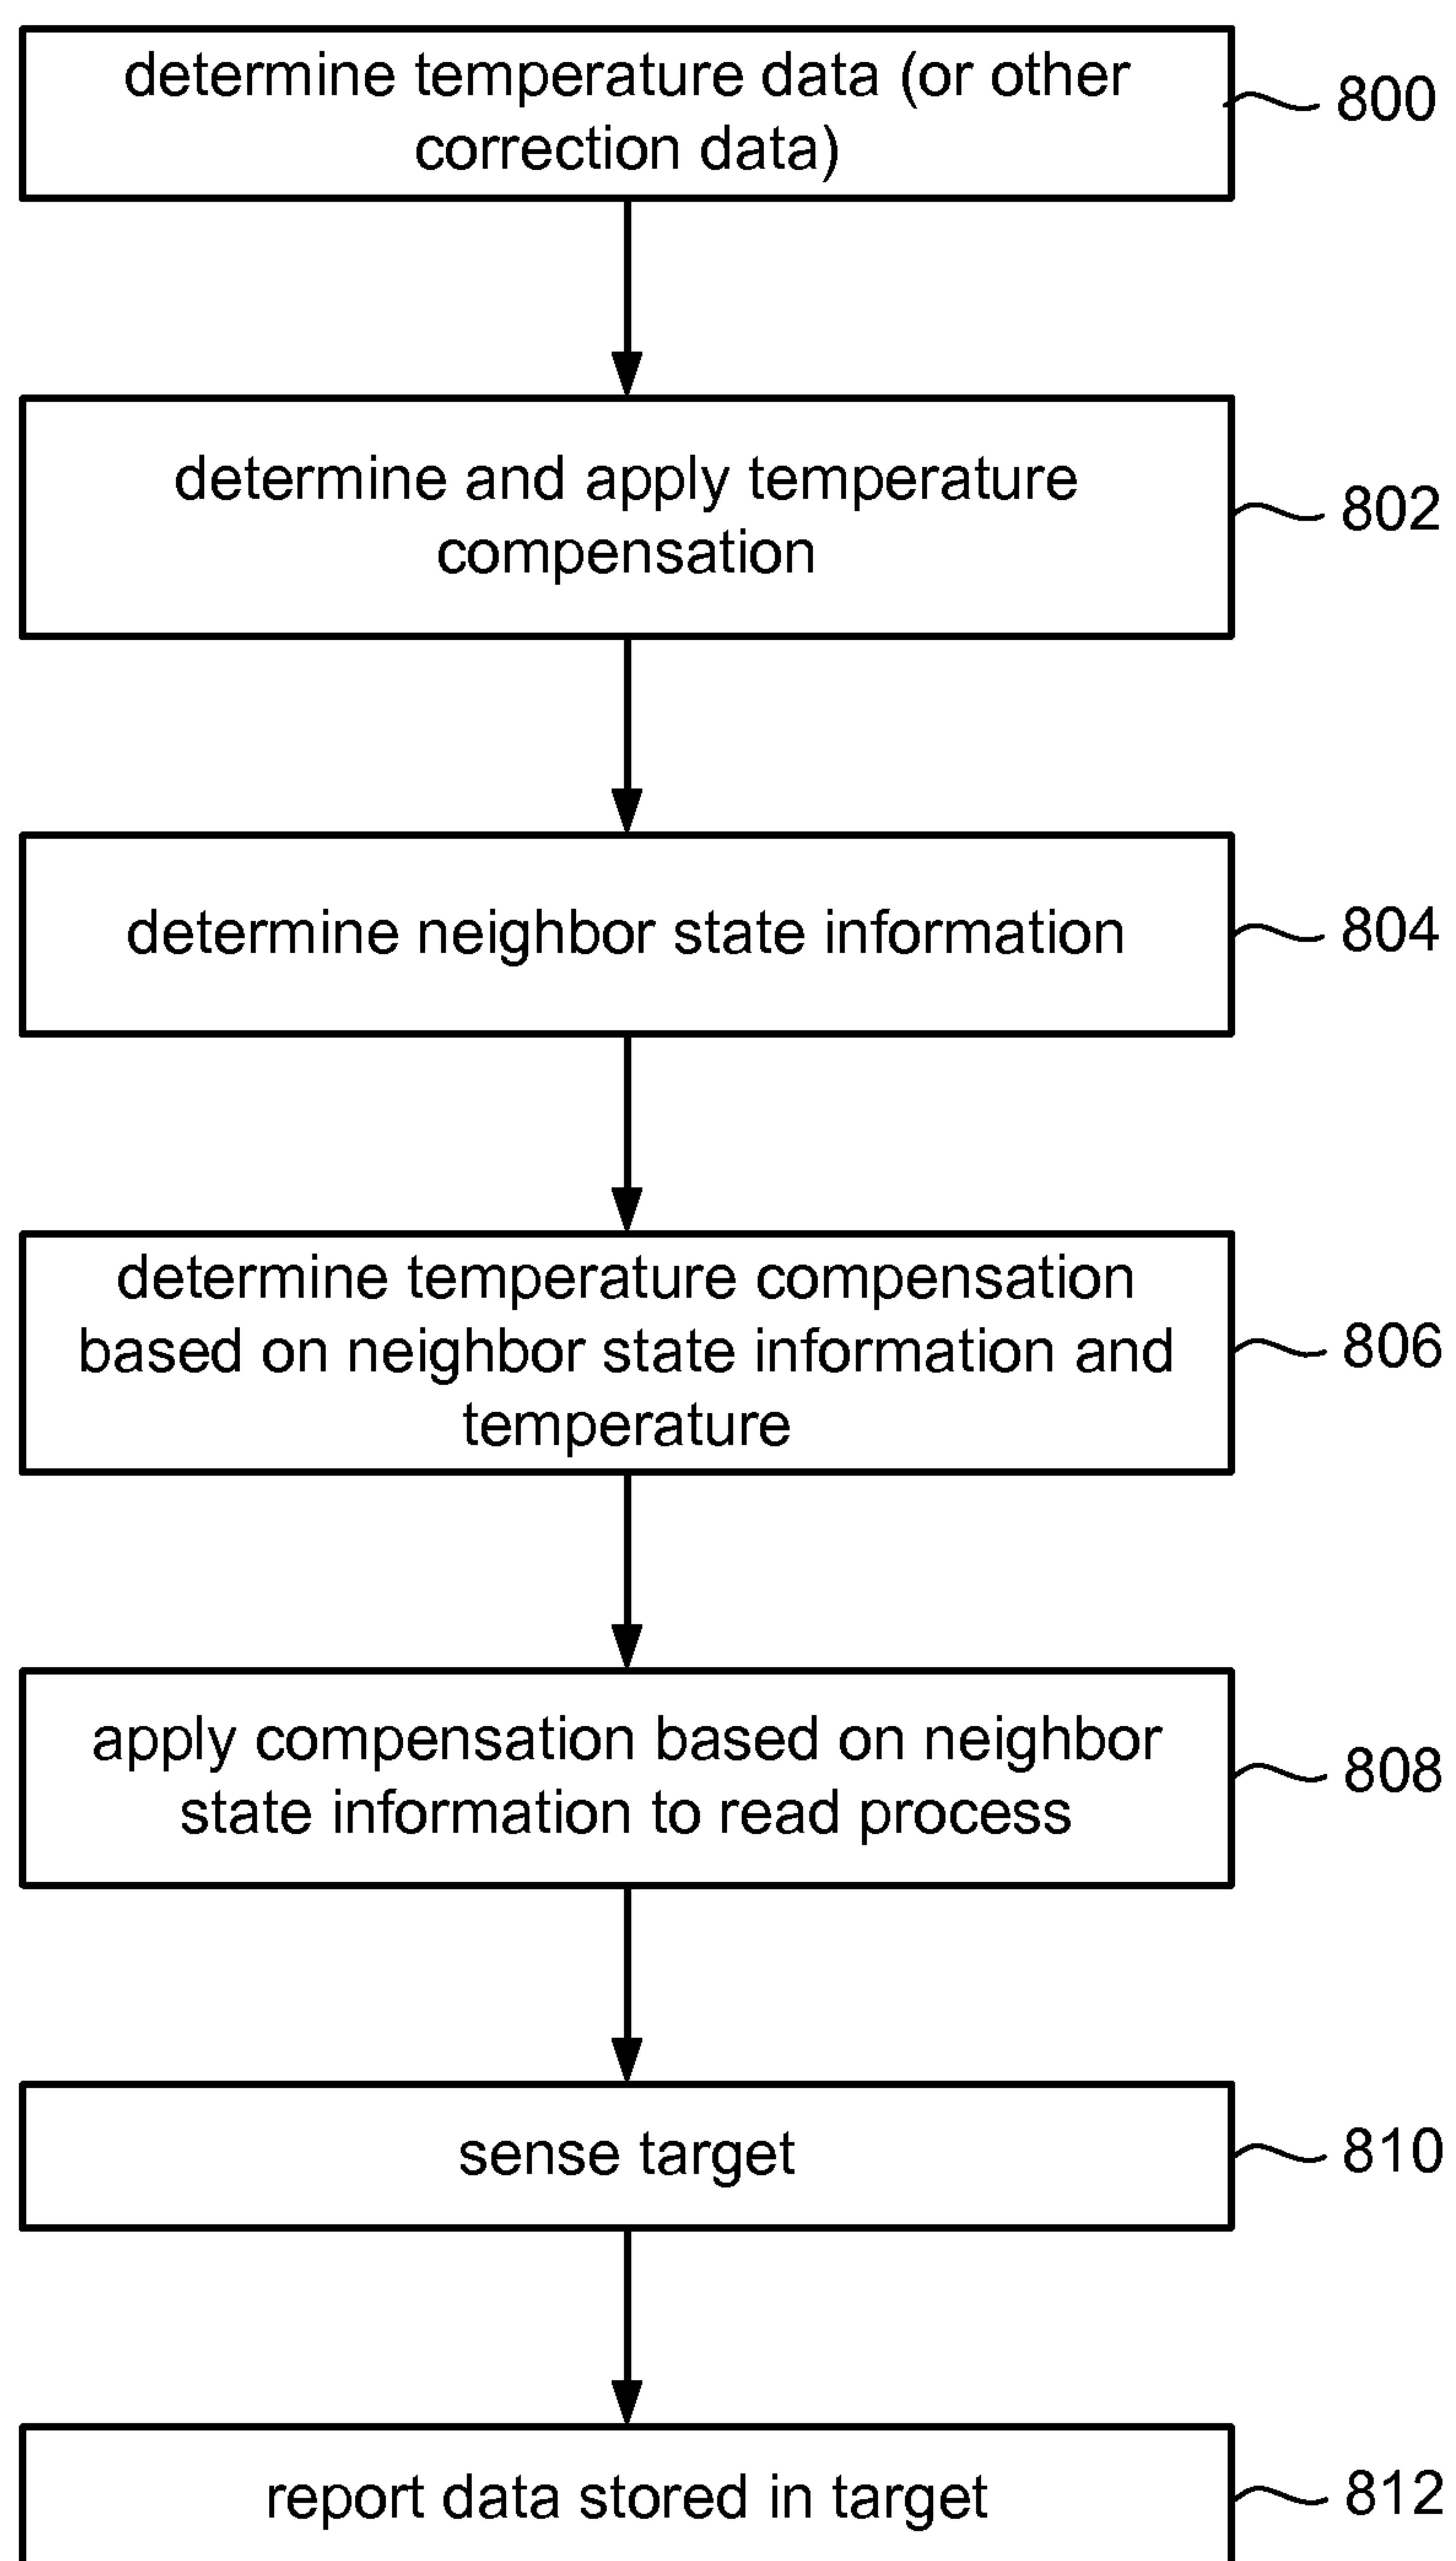 determine temperature data (or other
correction data)
800
determine and apply temperature
compensation
802
determine neighbor state information
804
determine temperature compensation
based on neighbor state information and
temperature
806
apply compensation based on neighbor
state information to read process
808
sense target
810
report data stored in target
812